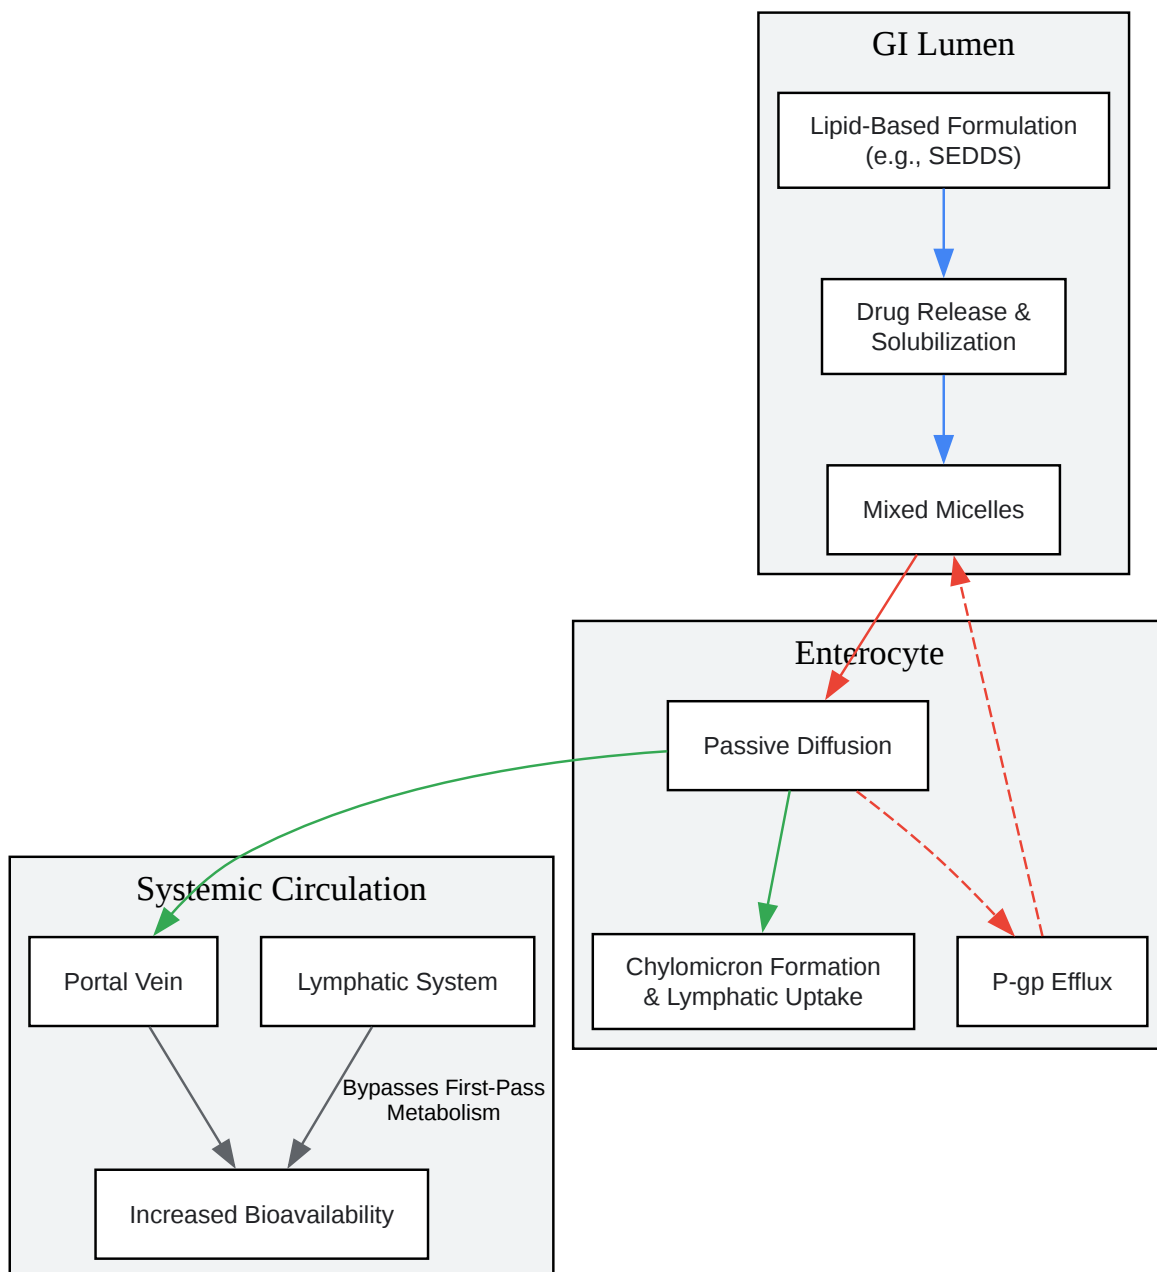 GI Lumen
Lipid-Based Formulation
(e.g., SEDDS)
Drug Release &
Solubilization
Mixed Micelles
Enterocyte
Passive Diffusion
Chylomicron Formation
& Lymphatic Uptake
P-gp Efflux
Systemic Circulation
Portal Vein
Lymphatic System
Bypasses First-Pass
Metabolism
Increased Bioavailability